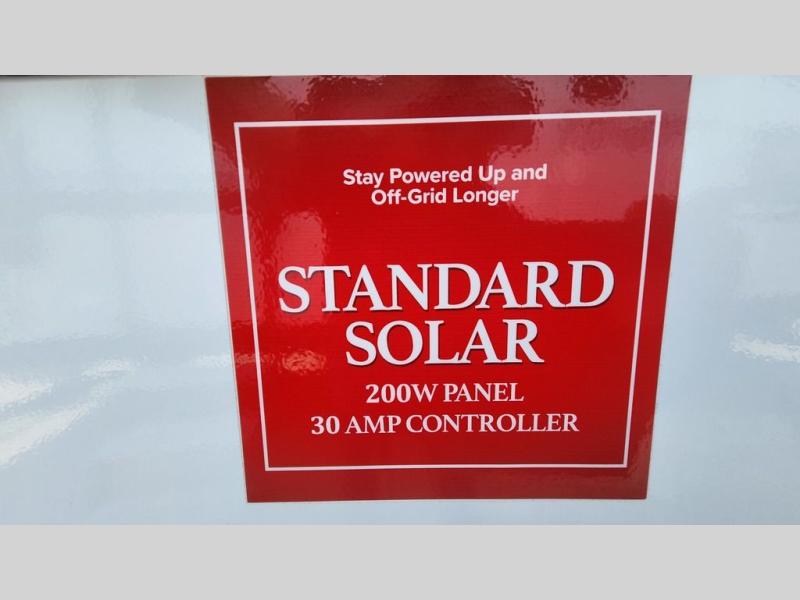 Stay Powered Up and
Off-Grid Longer
STANDARD
SOLAR
200W PANEL
30 AMP CONTROLLER